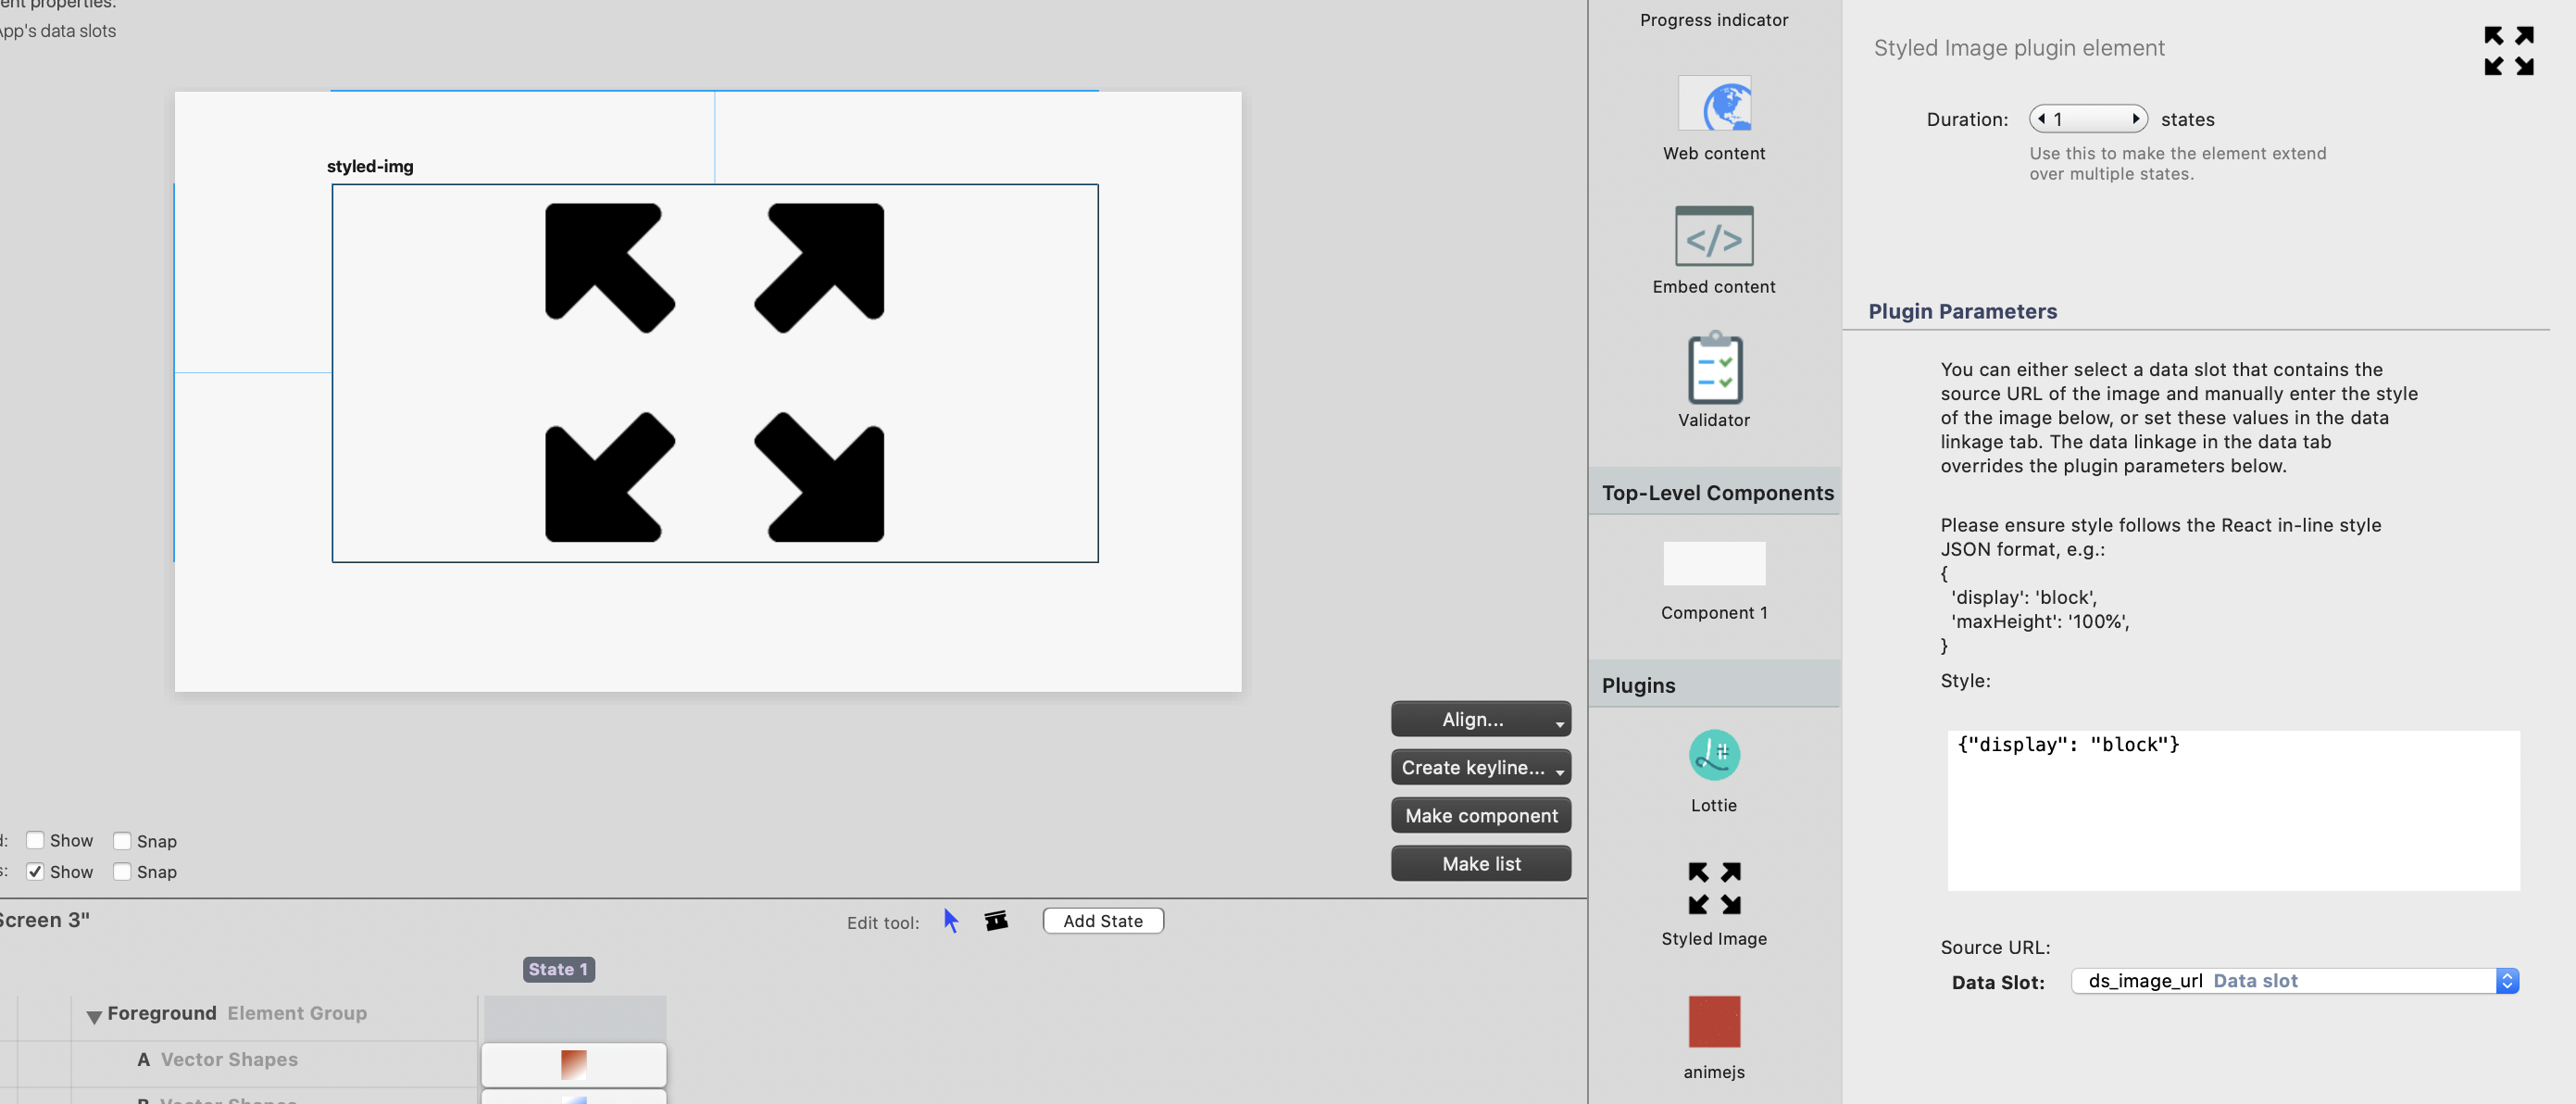 properties.
App's data slots
styled-img
Align...
Create keyline...
Make component
Make list
Show
Snap
Show
Snap
Screen 3"
Edit tool:
Add State
State 1
Foreground Element Group
A Vector Shapes
B Vector Shapes
Progress indicator
Web content
</>
Embed content
Validator
Top-Level Components
Component 1
Plugins
Lottie
Styled Image
animejs
Styled Image plugin element
Duration: 1 states
Use this to make the element extend
over multiple states.
Plugin Parameters
You can either select a data slot that contains the
source URL of the image and manually enter the style
of the image below, or set these values in the data
linkage tab. The data linkage in the data tab
overrides the plugin parameters below.
Please ensure style follows the React in-line style
JSON format, e.g.:
{
'display': 'block',
'maxHeight': '100%',
}
Style:
{"display": "block"}
Source URL:
Data Slot: ds_image_url Data slot